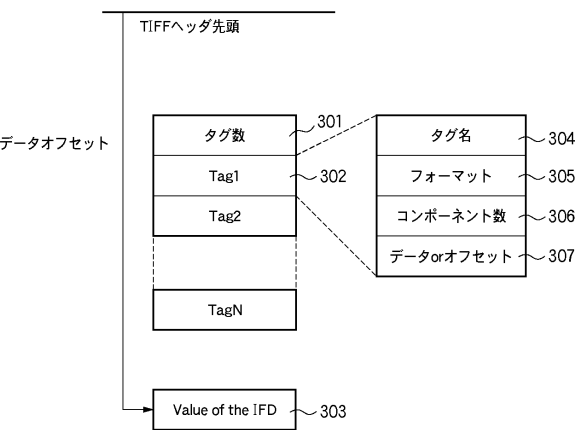 TIFFヘッダ先頭
データオフセット
タグ数
301
Tag1
302
Tag2
TagN
Value of the IFD
303
タグ名
304
フォーマット
305
コンポーネント数
306
データorオフセット
307